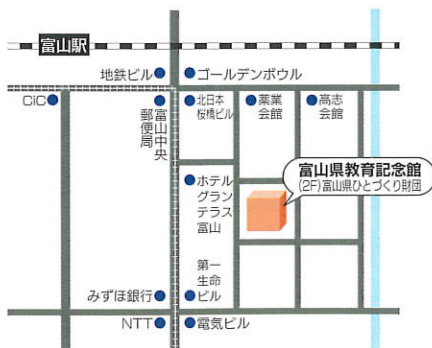 富山駅
地鉄ビル
ゴールデンボウル
CiC
富山中央
郵便局
北日本
桜橋ビル
薬業
会館
高志
会館
富山県教育記念館
(2F)富山県ひとづくり財団
ホテル
グラン
テラス
富山
第一
生命
ビル
みずほ銀行
NTT
電気ビル